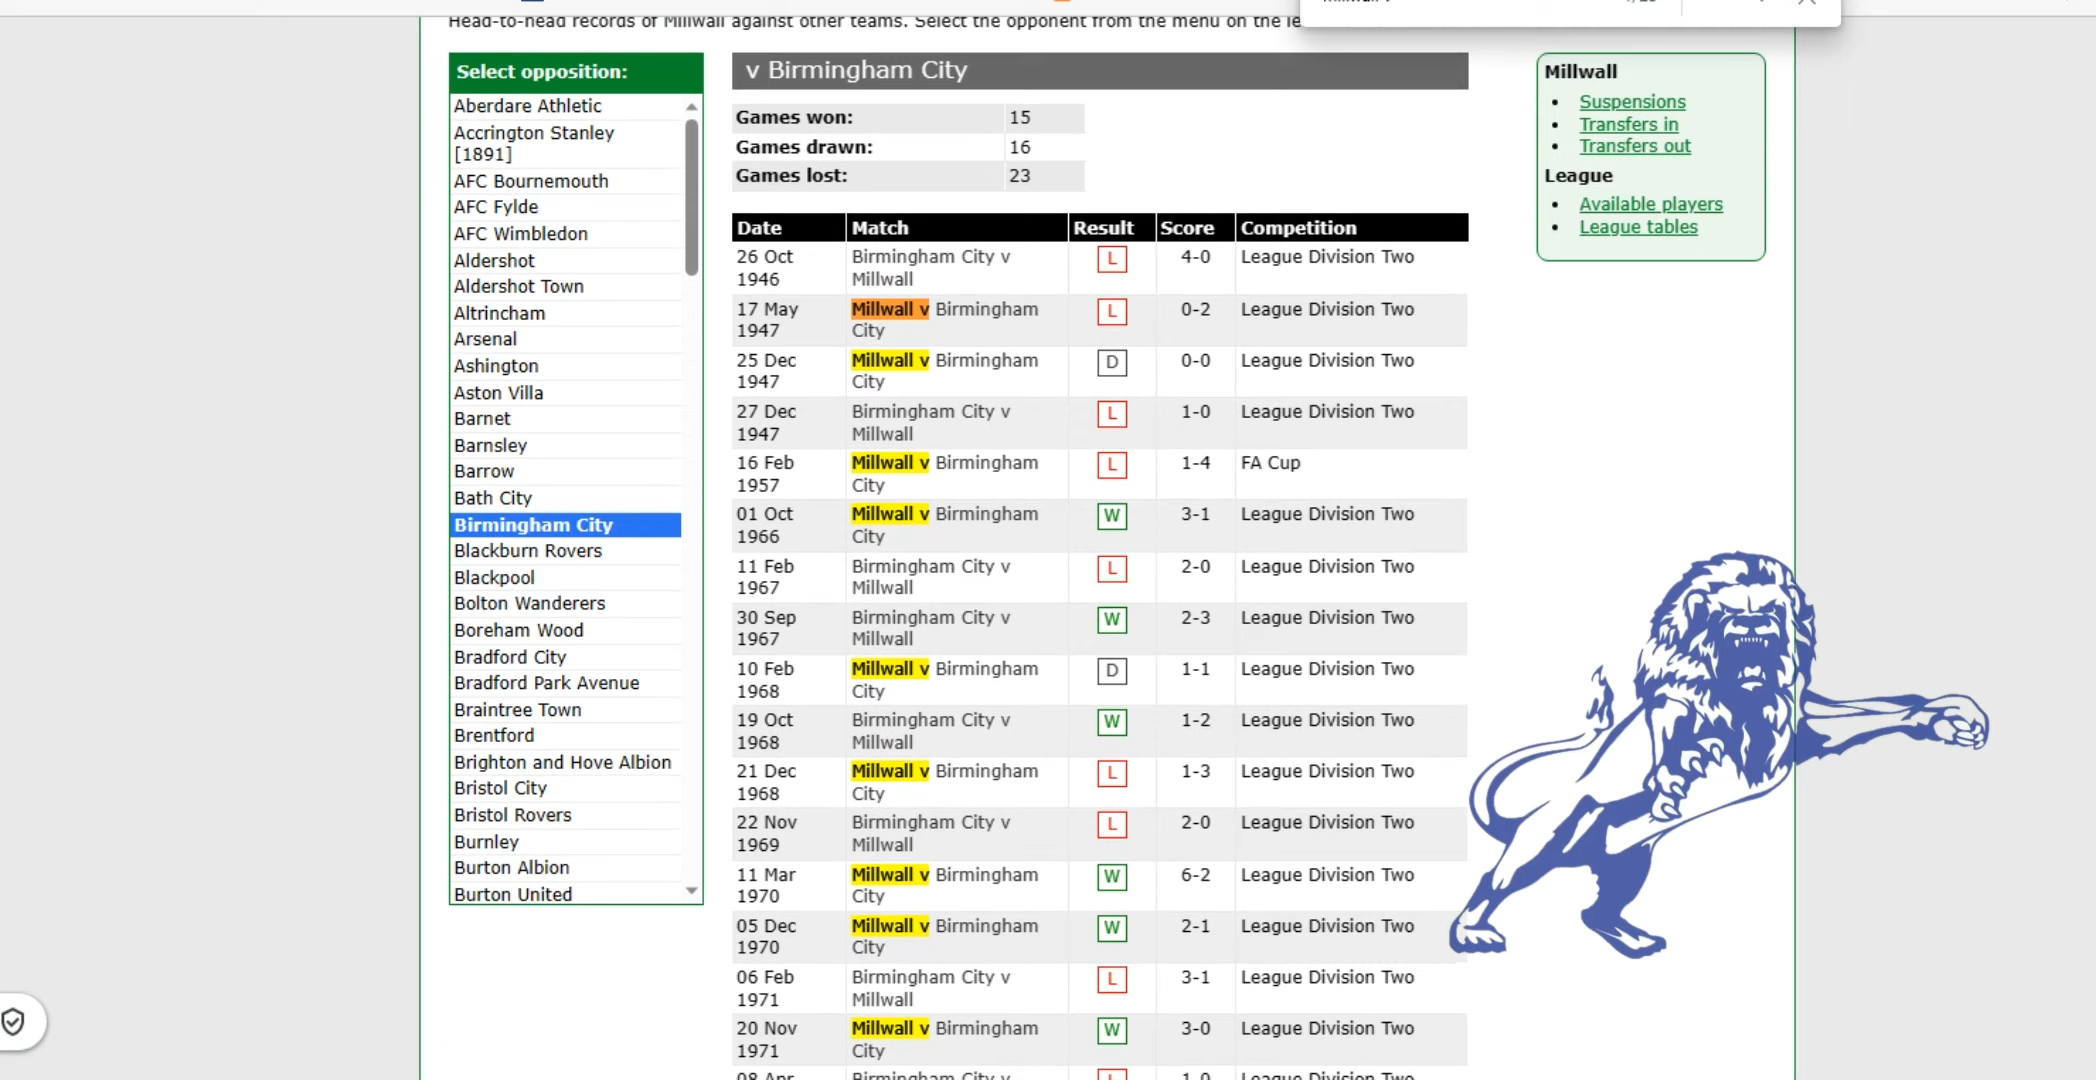 Head-to-head records of Millwall against other teams. Select the opponent from the menu on the le
Select opposition:
Aberdare Athletic
Accrington Stanley
[1891]
AFC Bournemouth
AFC Fylde
AFC Wimbledon
Aldershot
Aldershot Town
Altrincham
Arsenal
Ashington
Aston Villa
Barnet
Barnsley
Barrow
Bath City
Birmingham City
Blackburn Rovers
Blackpool
Bolton Wanderers
Boreham Wood
Bradford City
Bradford Park Avenue
Braintree Town
Brentford
Brighton and Hove Albion
Bristol City
Bristol Rovers
Burnley
Burton Albion
Burton United
v Birmingham City
Games won: 15
Games drawn: 16
Games lost: 23
Date Match Result Score Competition
26 Oct Birmingham City v L 4-0 League Division Two
1946 Millwall
17 May Millwall v Birmingham L 0-2 League Division Two
1947 City
25 Dec Millwall v Birmingham D 0-0 League Division Two
1947 City
27 Dec Birmingham City v L 1-0 League Division Two
1947 Millwall
16 Feb Millwall v Birmingham L 1-4 FA Cup
1957 City
01 Oct Millwall v Birmingham W 3-1 League Division Two
1966 City
11 Feb Birmingham City v L 2-0 League Division Two
1967 Millwall
30 Sep Birmingham City v W 2-3 League Division Two
1967 Millwall
10 Feb Millwall v Birmingham D 1-1 League Division Two
1968 City
19 Oct Birmingham City v W 1-2 League Division Two
1968 Millwall
21 Dec Millwall v Birmingham L 1-3 League Division Two
1968 City
22 Nov Birmingham City v L 2-0 League Division Two
1969 Millwall
11 Mar Millwall v Birmingham W 6-2 League Division Two
1970 City
05 Dec Millwall v Birmingham W 2-1 League Division Two
1970 City
06 Feb Birmingham City v L 3-1 League Division Two
1971 Millwall
20 Nov Millwall v Birmingham W 3-0 League Division Two
1971 City
08 Apr Birmingham City v L 1-0 League Division Two
Millwall
Suspensions
Transfers in
Transfers out
League
Available players
League tables